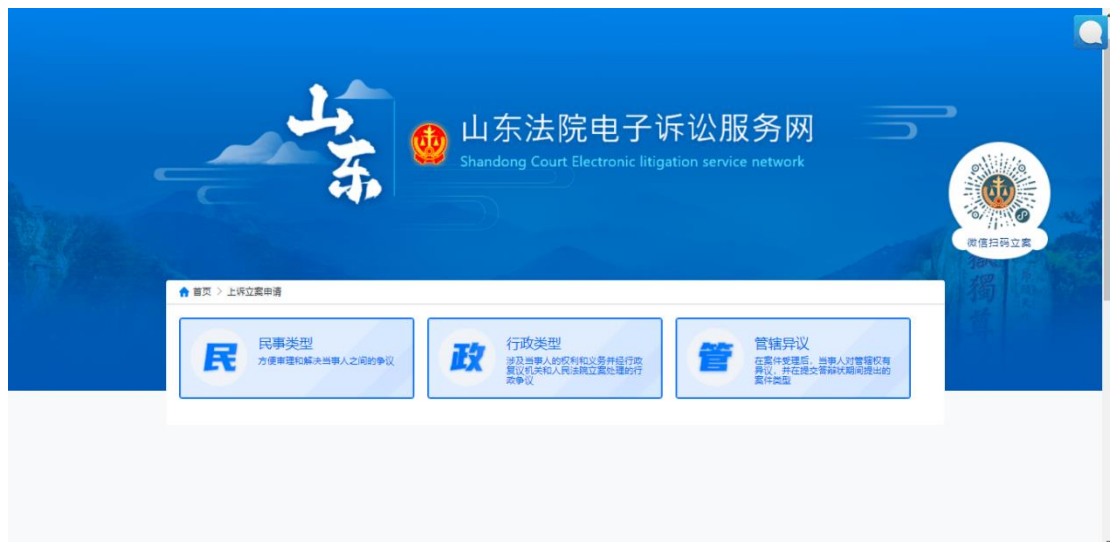 山东
山东法院电子诉讼服务网
Shandong Court Electronic litigation service network
微信扫码立案
獨
首页 > 上诉立案申请
民
民事类型
方便审理和解决当事人之间的争议
政
行政类型
涉及当事人的权利和义务并经行政
复议机关和人民法院立案处理的行
政争议
管
管辖异议
在案件受理后，当事人对管辖权有
异议，并在提交答辩状期间提出的
案件类型